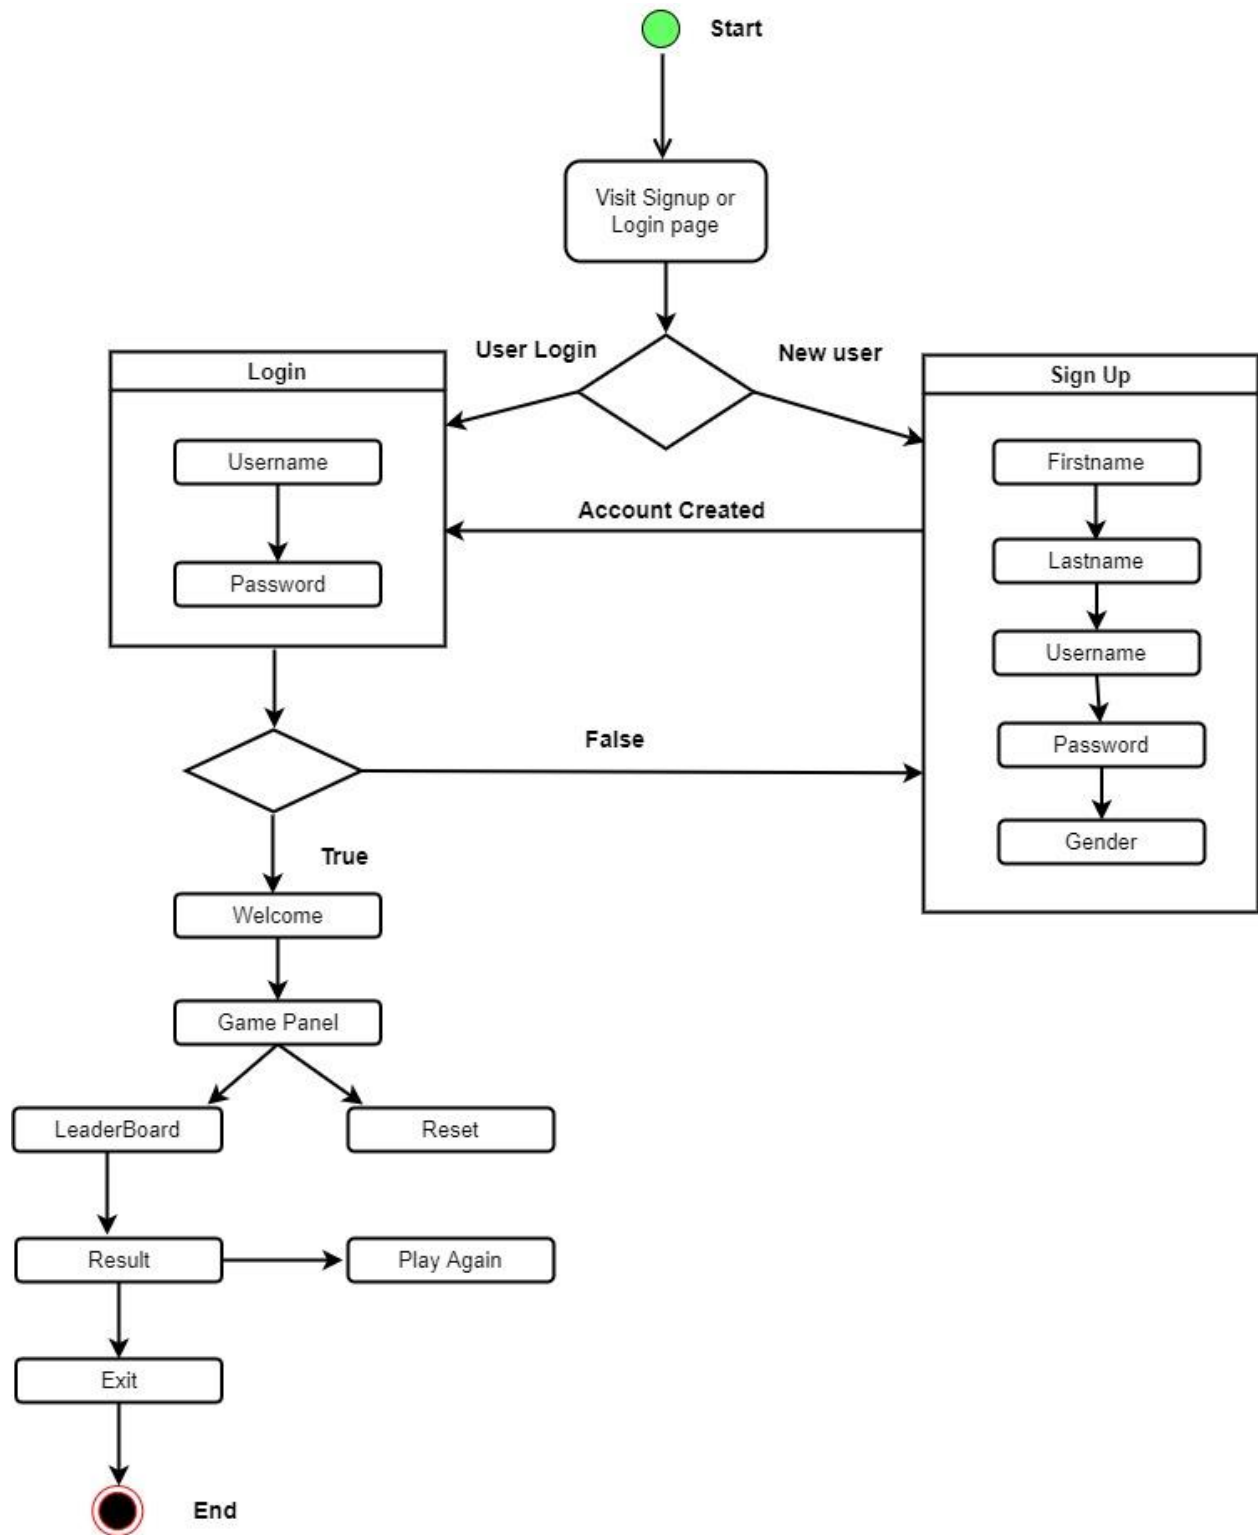 Start
Visit Signup or
Login page
User Login
New user
Login
Sign Up
Username
Password
Account Created
Firstname
Lastname
Username
Password
Gender
False
True
Welcome
Game Panel
LeaderBoard
Reset
Result
Play Again
Exit
End